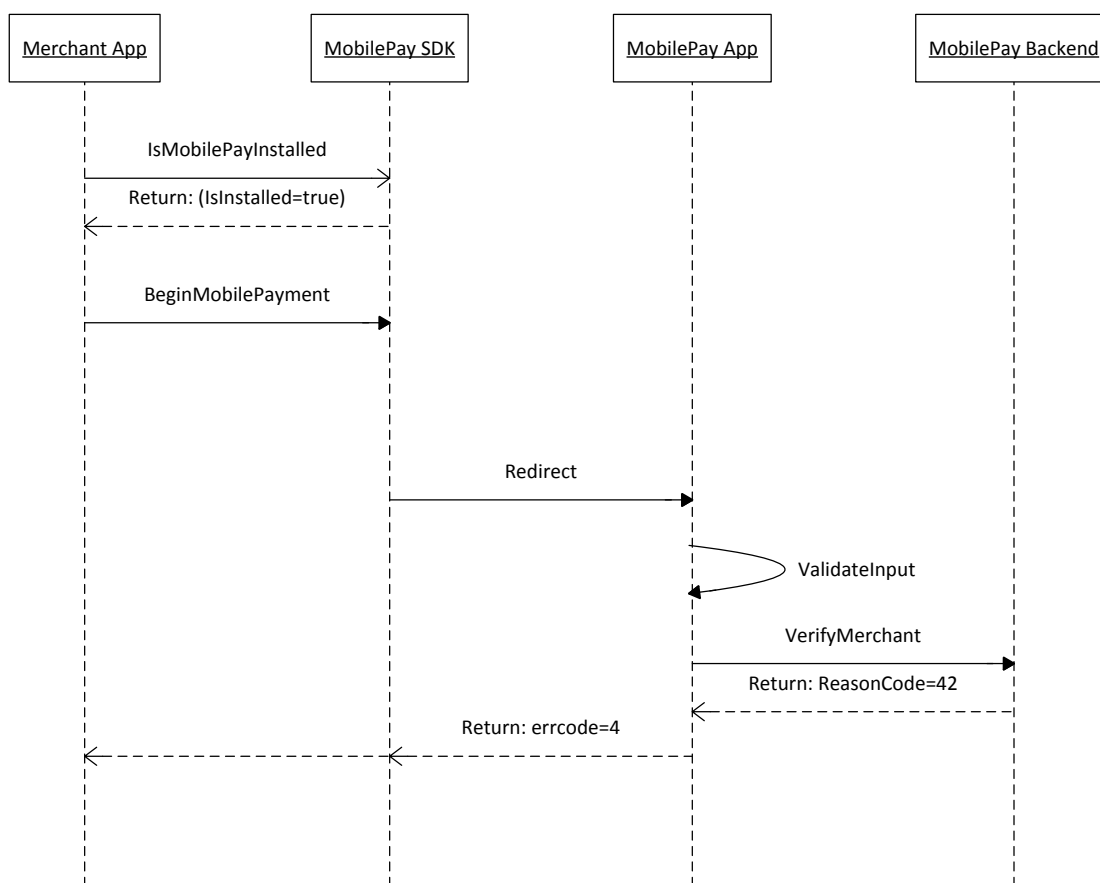 Merchant App
MobilePay SDK
MobilePay App
MobilePay Backend
IsMobilePayInstalled
Return: (IsInstalled=true)
BeginMobilePayment
Redirect
ValidateInput
VerifyMerchant
Return: ReasonCode=42
Return: errcode=4